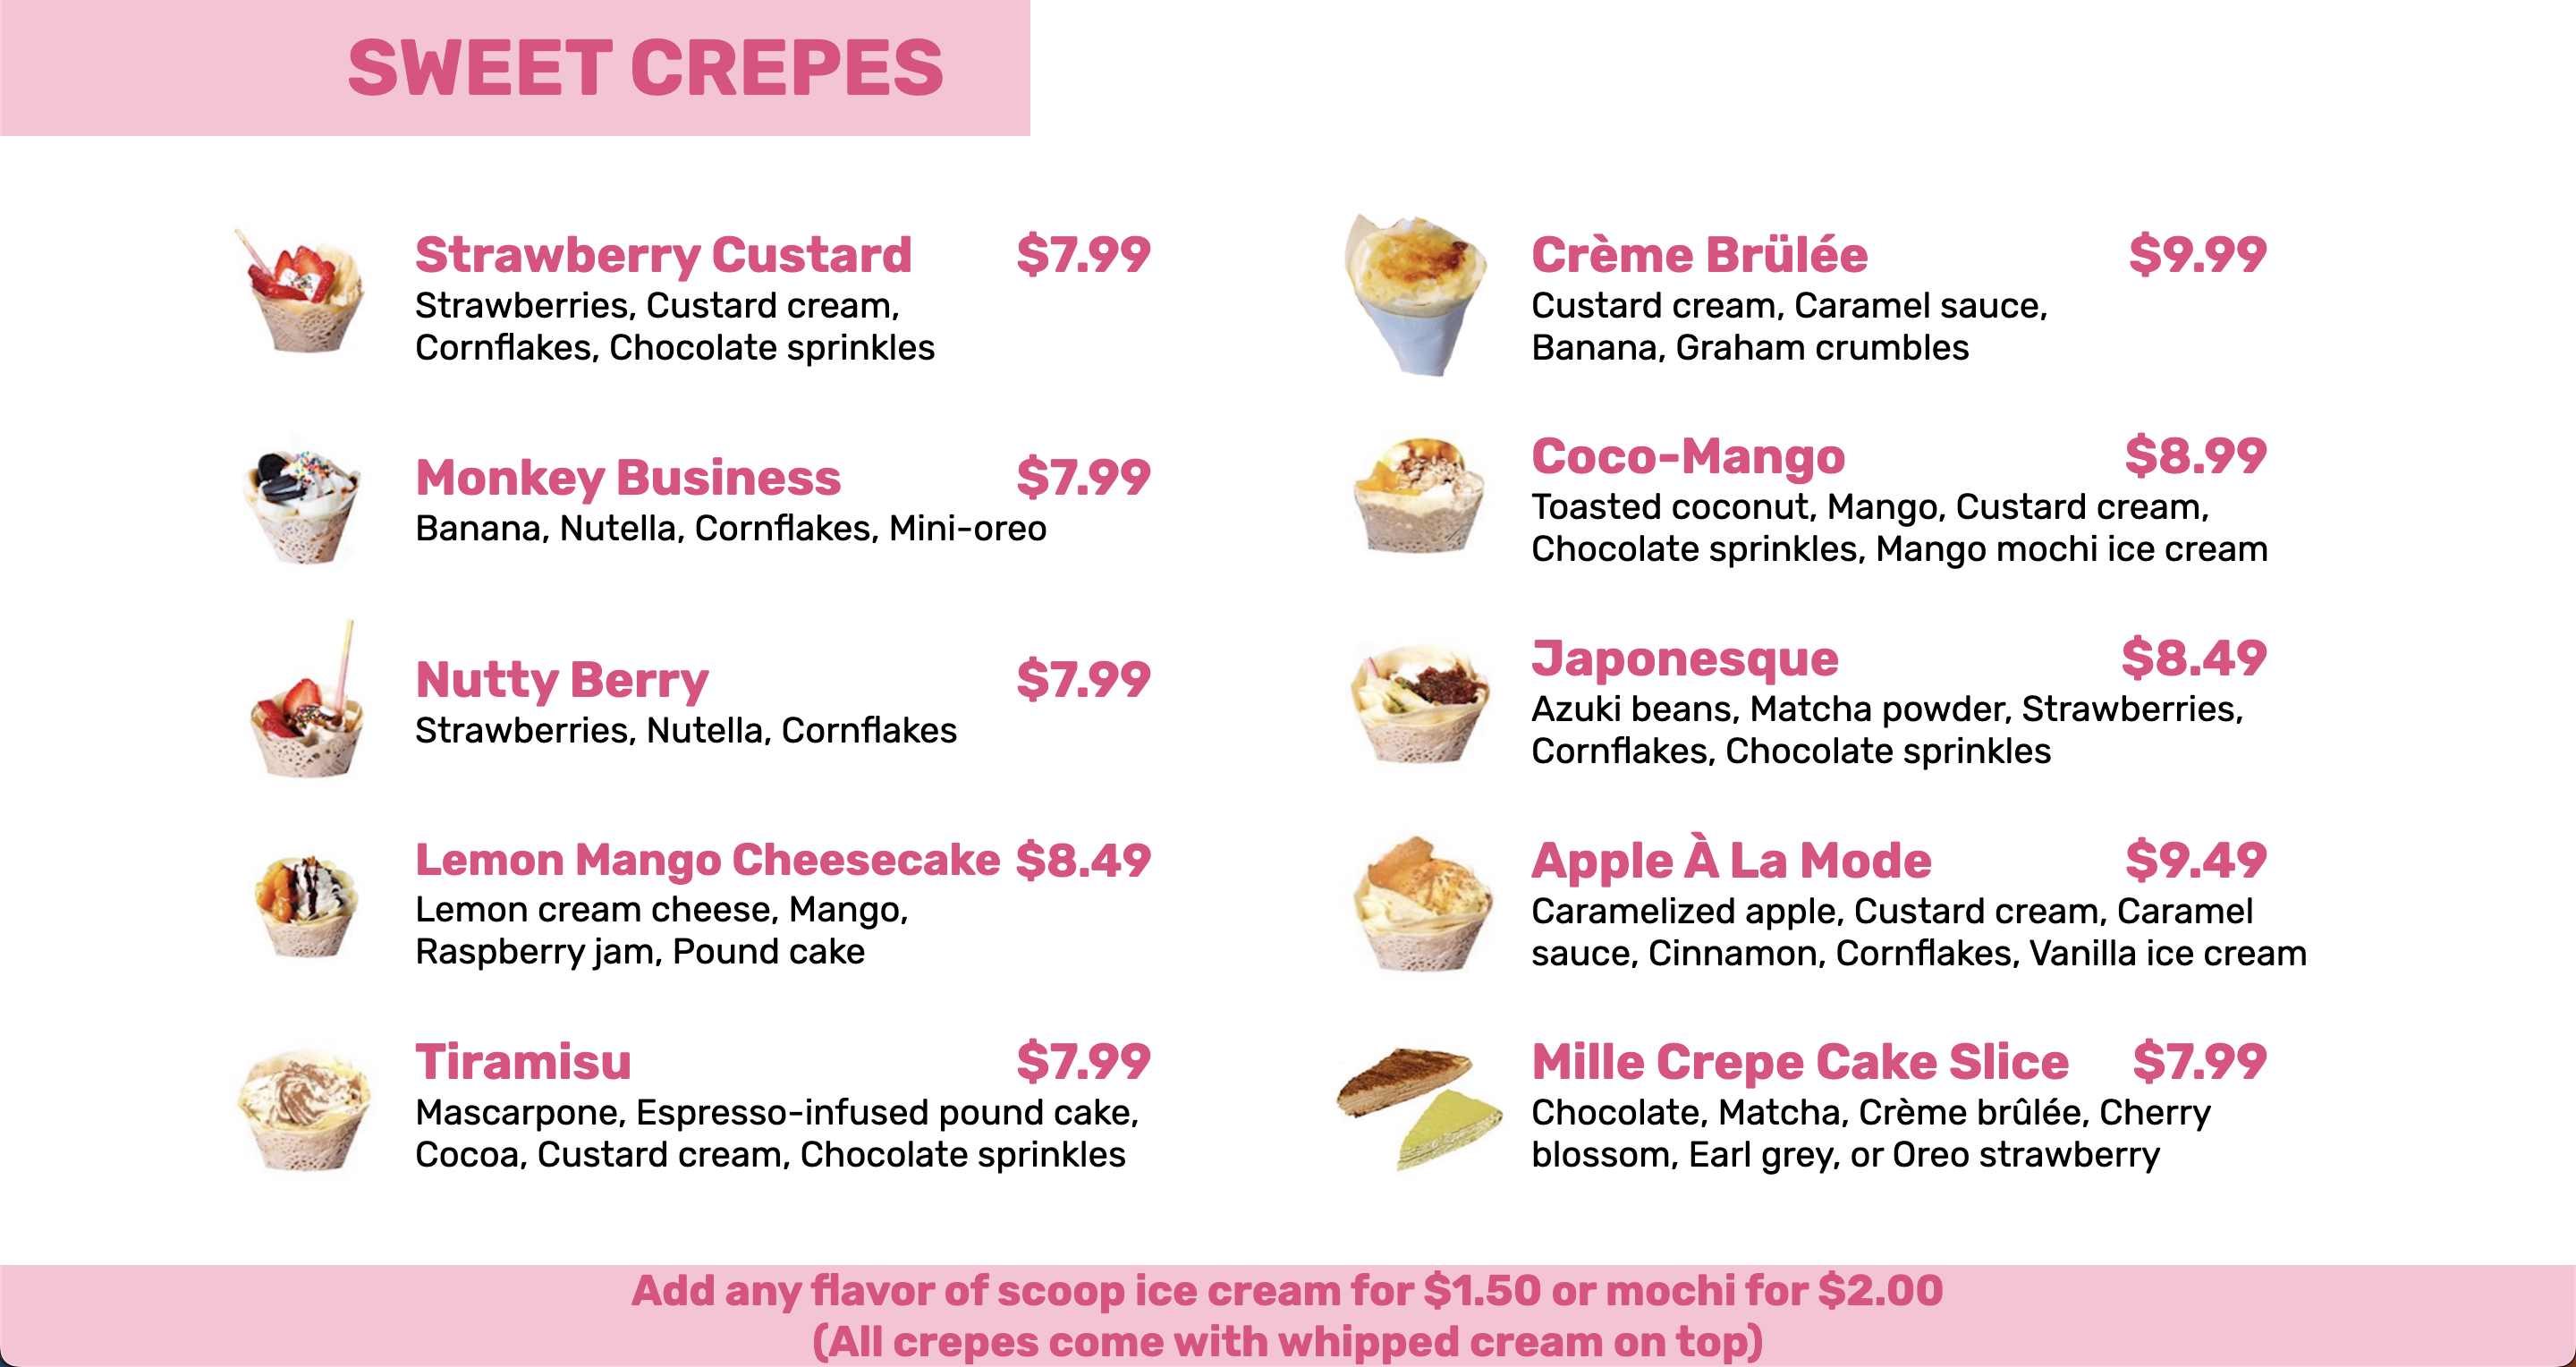 SWEET CREPES
Strawberry Custard $7.99
Strawberries, Custard cream,
Cornflakes, Chocolate sprinkles
Monkey Business $7.99
Banana, Nutella, Cornflakes, Mini-oreo
Nutty Berry $7.99
Strawberries, Nutella, Cornflakes
Lemon Mango Cheesecake $8.49
Lemon cream cheese, Mango,
Raspberry jam, Pound cake
Tiramisu $7.99
Mascarpone, Espresso-infused pound cake,
Cocoa, Custard cream, Chocolate sprinkles
Crème Brülée $9.99
Custard cream, Caramel sauce,
Banana, Graham crumbles
Coco-Mango $8.99
Toasted coconut, Mango, Custard cream,
Chocolate sprinkles, Mango mochi ice cream
Japonesque $8.49
Azuki beans, Matcha powder, Strawberries,
Cornflakes, Chocolate sprinkles
Apple À La Mode $9.49
Caramelized apple, Custard cream, Caramel
sauce, Cinnamon, Cornflakes, Vanilla ice cream
Mille Crepe Cake Slice $7.99
Chocolate, Matcha, Crème brûlée, Cherry
blossom, Earl grey, or Oreo strawberry
Add any flavor of scoop ice cream for $1.50 or mochi for $2.00
(All crepes come with whipped cream on top)